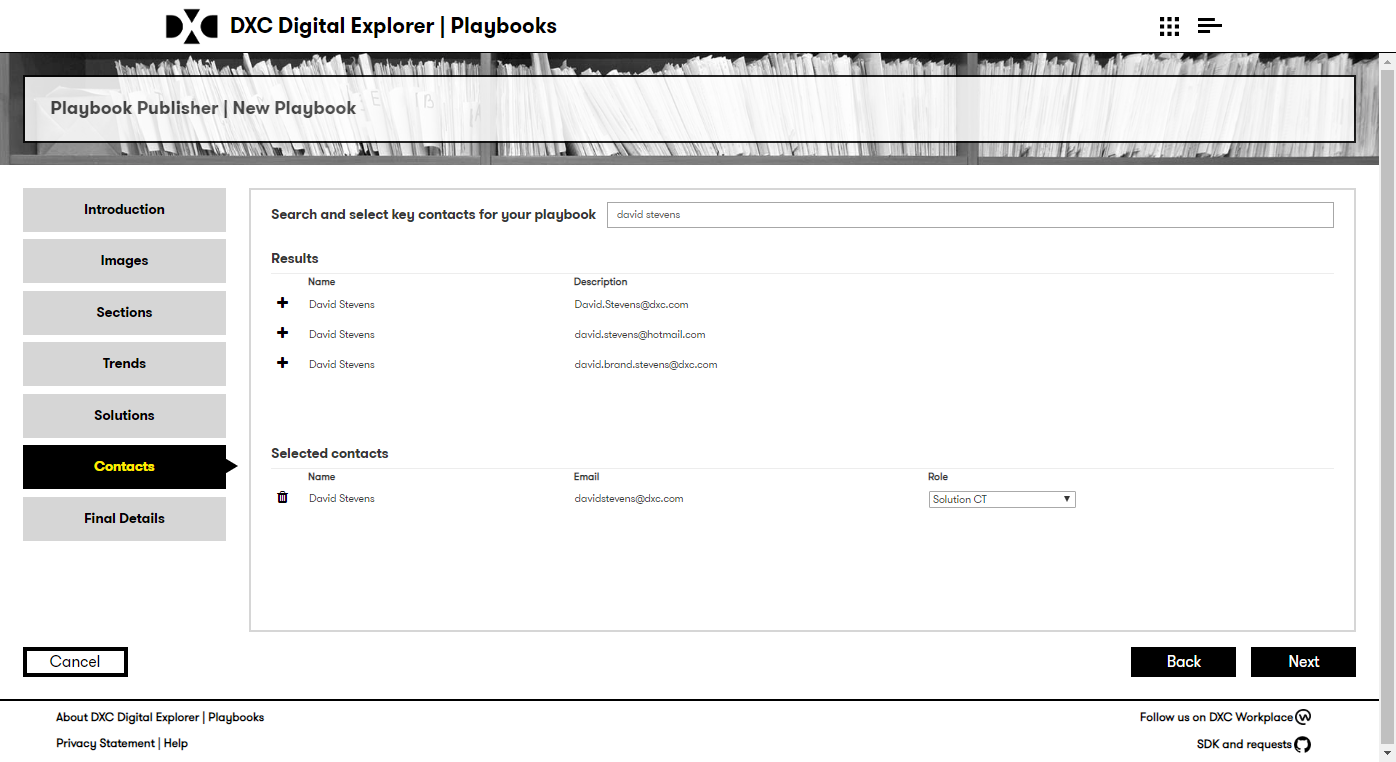 DXC DXC Digital Explorer | Playbooks
Playbook Publisher | New Playbook
Introduction
Images
Sections
Trends
Solutions
Contacts
Final Details
Search and select key contacts for your playbook david stevens
Results
Name Description
David Stevens David.Stevens@dxc.com
David Stevens david.stevens@hotmail.com
David Stevens david.brand.stevens@dxc.com
Selected contacts
Name Email Role
David Stevens davidstevens@dxc.com Solution CT
Cancel Back Next
About DXC Digital Explorer | Playbooks Follow us on DXC Workplace
Privacy Statement | Help SDK and requests